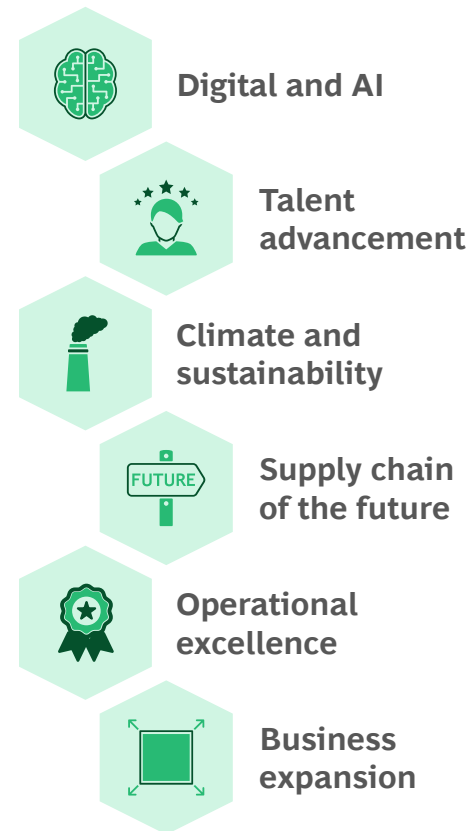 Digital and AI
Talent
advancement
Climate and
sustainability
FUTURE
Supply chain
of the future
Operational
excellence
Business
expansion